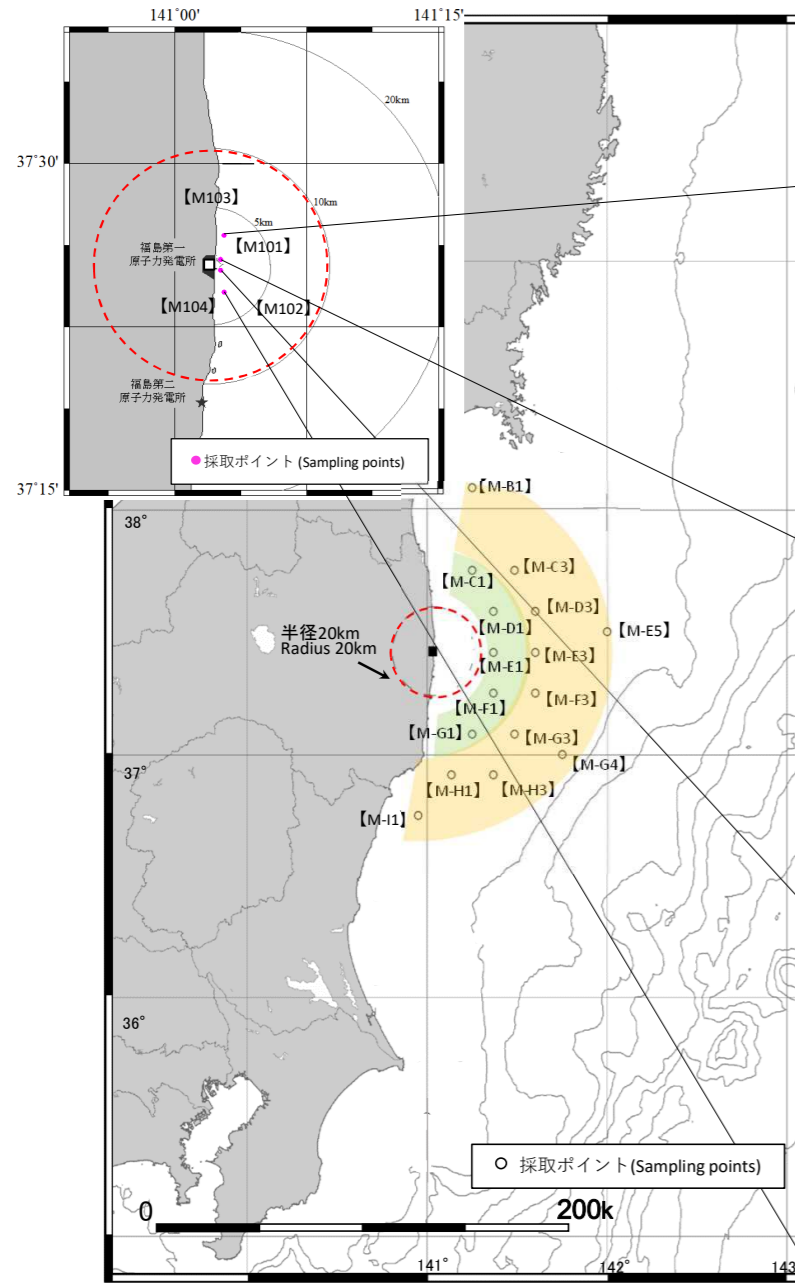 141°00'
141°15'
20km
37°30'
10km
【M103】
5km
【M101】
福島第一
原子力発電所
【M104】
【M102】
福島第二
原子力発電所
採取ポイント(Sampling points)
37°15'
【M-B1】
38°
【M-C3】
【M-C1】
【M-D3】
【M-D1】
【M-E5】
半径20km
Radius 20km
【M-E1】
【M-E3】
【M-F1】
【M-F3】
【M-G1】
【M-G3】
【M-G4】
37°
【M-H1】
【M-H3】
【M-I1】
36°
採取ポイント(Sampling points)
0
200k
141°
142°
143